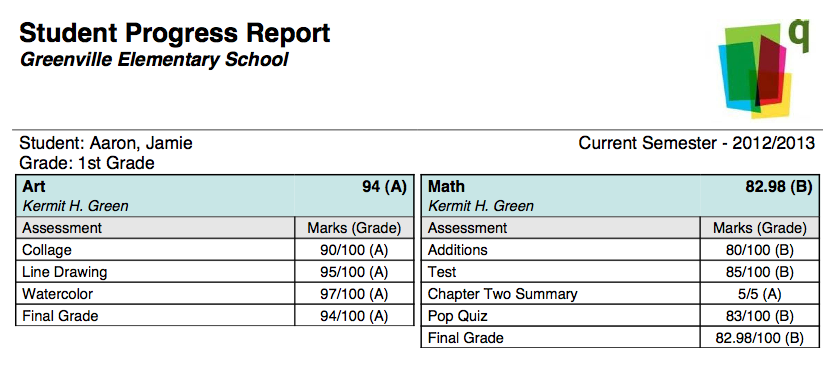 Student Progress Report
Greenville Elementary School
q
Student: Aaron, Jamie
Current Semester - 2012/2013
Grade: 1st Grade
Art 94 (A)
Kermit H. Green
Assessment Marks (Grade)
Collage 90/100 (A)
Line Drawing 95/100 (A)
Watercolor 97/100 (A)
Final Grade 94/100 (A)
Math 82.98 (B)
Kermit H. Green
Assessment Marks (Grade)
Additions 80/100 (B)
Test 85/100 (B)
Chapter Two Summary 5/5 (A)
Pop Quiz 83/100 (B)
Final Grade 82.98/100 (B)